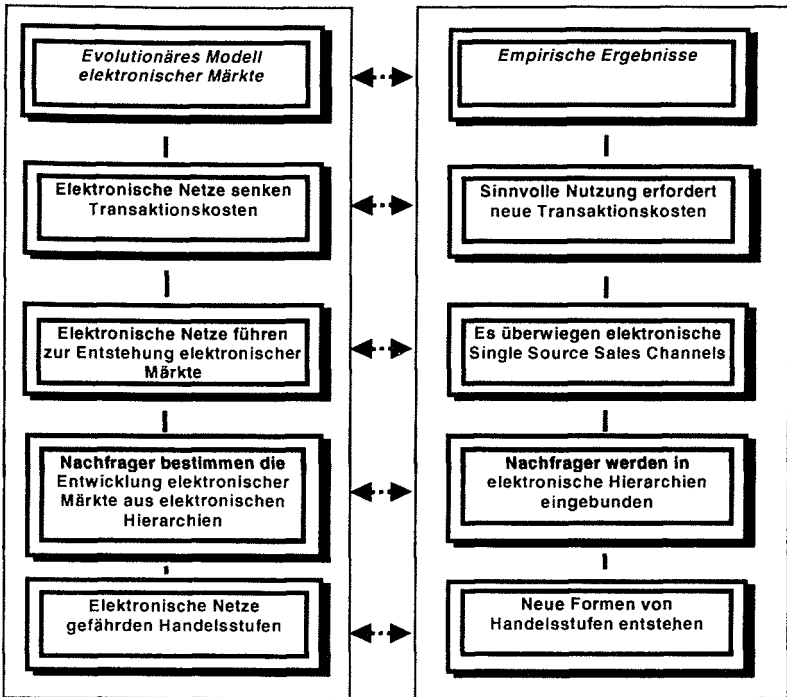 Evolutionäres Modell
elektronischer Märkte
Elektronische Netze senken
Transaktionskosten
Elektronische Netze führen
zur Entstehung elektronischer
Märkte
Nachfrager bestimmen die
Entwicklung elektronischer
Märkte aus elektronischen
Hierarchien
Elektronische Netze
gefährden Handelsstufen
Empirische Ergebnisse
Sinnvolle Nutzung erfordert
neue Transaktionskosten
Es überwiegen elektronische
Single Source Sales Channels
Nachfrager werden in
elektronische Hierarchien
eingebunden
Neue Formen von
Handelsstufen entstehen